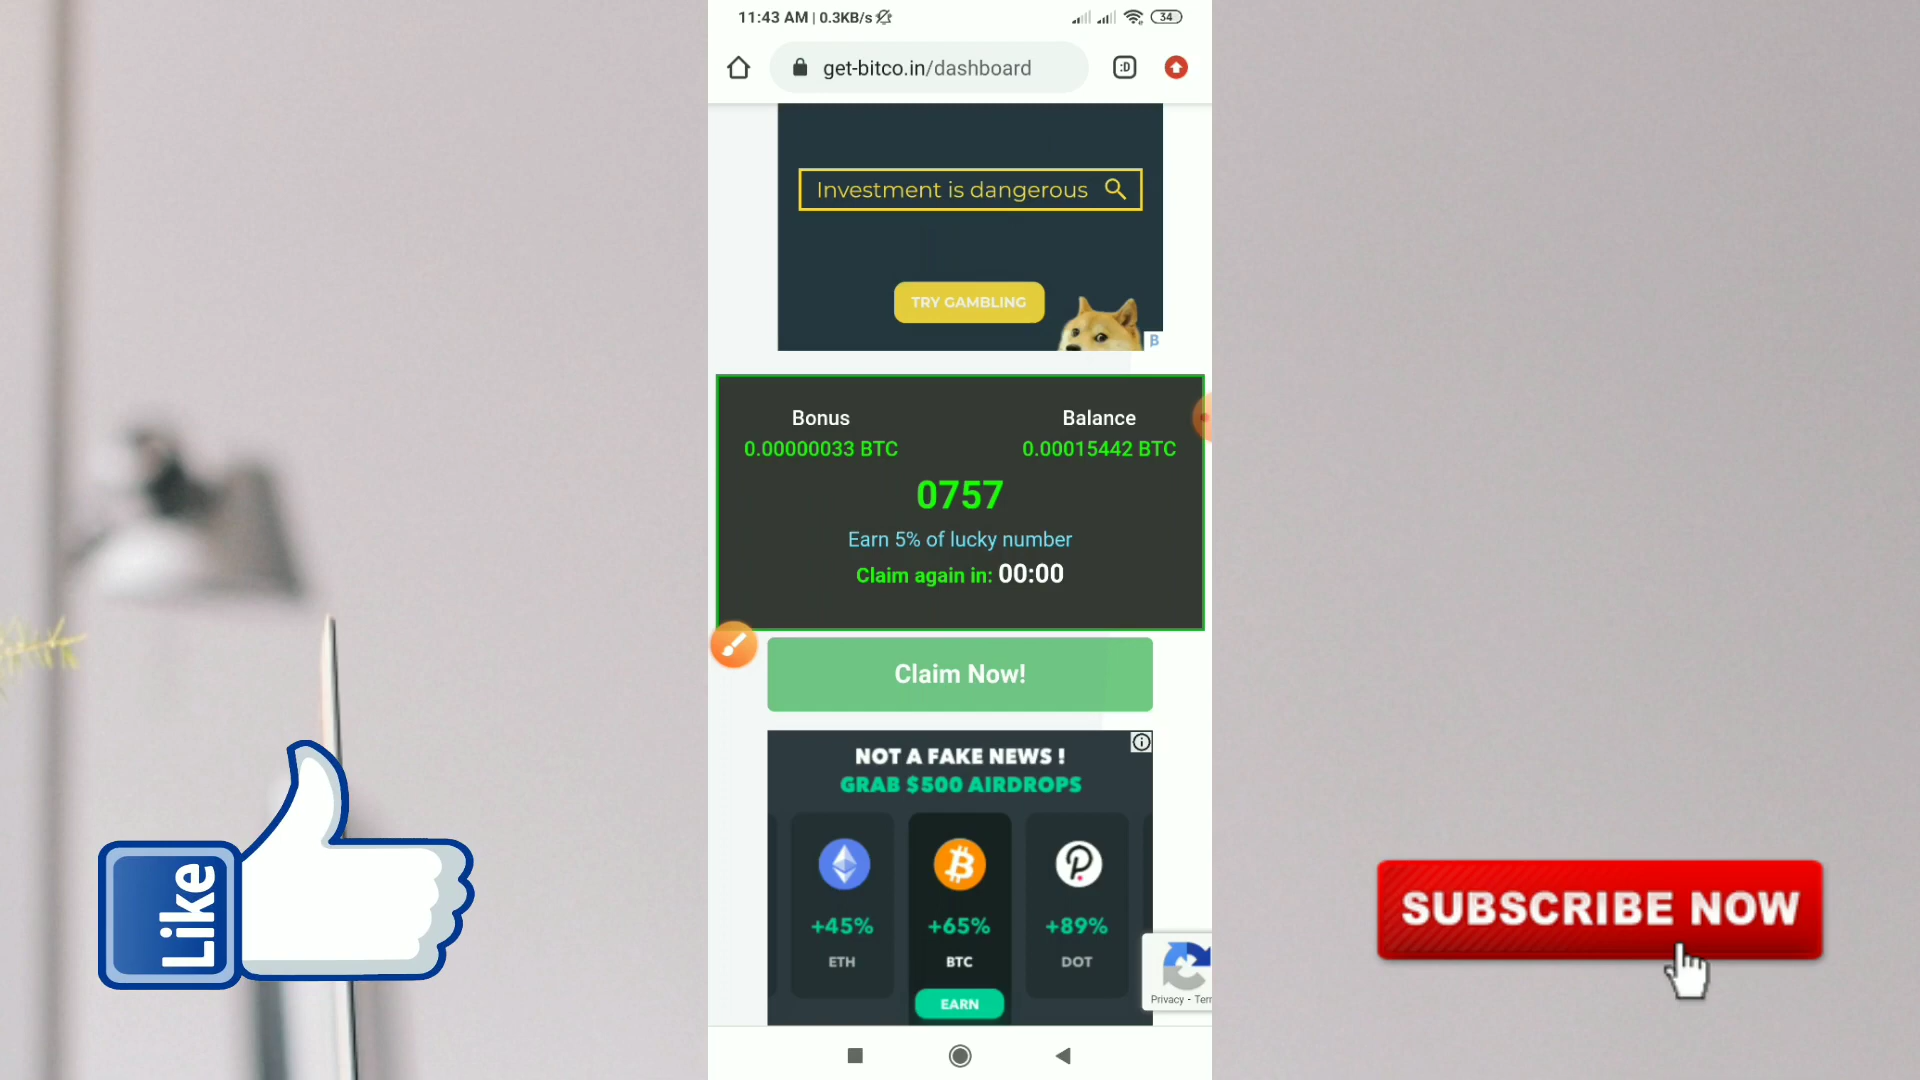 11:43 AM | 0.3KB/s
34
get-bitco.in/dashboard
:D
Investment is dangerous
TRY GAMBLING
B
Bonus
Balance
0.00000033 BTC
0.00015442 BTC
0757
Earn 5% of lucky number
Claim again in: 00:00
Claim Now!
NOT A FAKE NEWS !
GRAB $500 AIRDROPS
+45%
+65%
+89%
ETH
BTC
DOT
EARN
Privacy - Ter
Like
SUBSCRIBE NOW